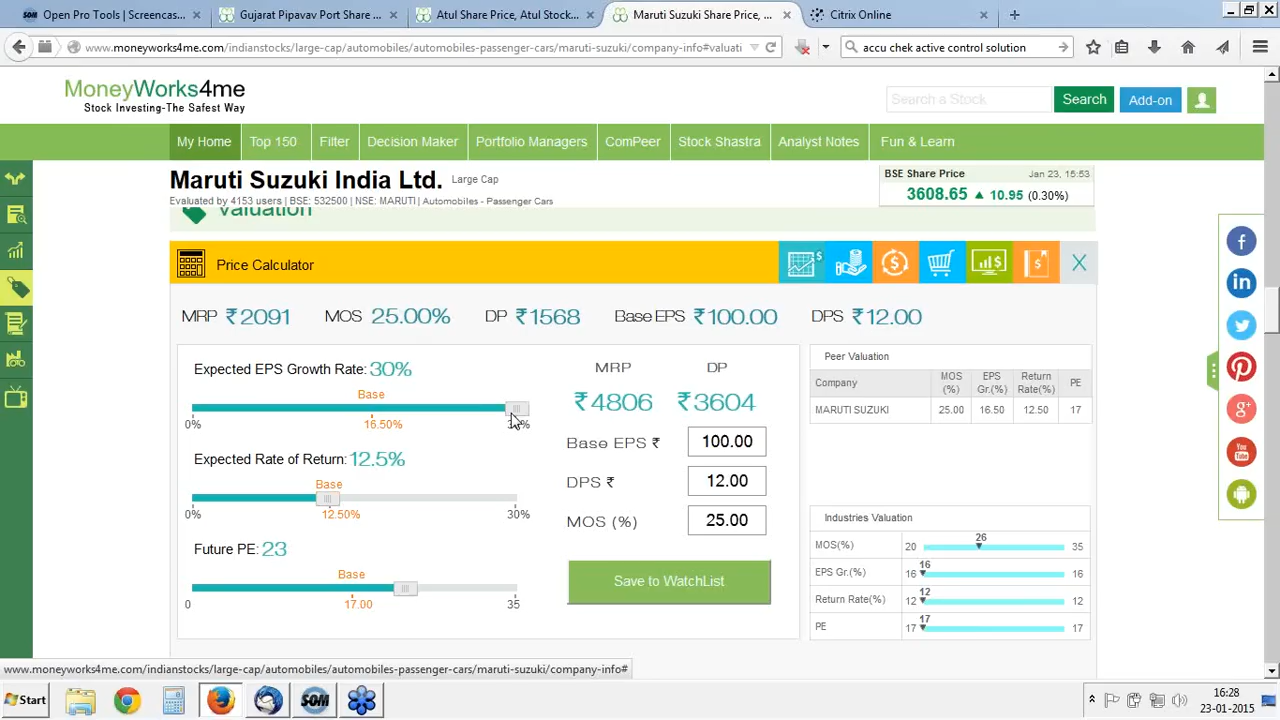 Open Pro Tools | Screencas...
Gujarat Pipavav Port Share ...
Atul Share Price, Atul Stock...
Maruti Suzuki Share Price, ...
Citrix Online
www.moneyworks4me.com/indianstocks/large-cap/automobiles/automobiles-passenger-cars/maruti-suzuki/company-info#valuati
accu chek active control solution
MoneyWorks4me
Stock Investing-The Safest Way
Search a Stock
Search
Add-on
My Home
Top 150
Filter
Decision Maker
Portfolio Managers
ComPeer
Stock Shastra
Analyst Notes
Fun & Learn
Maruti Suzuki India Ltd. Large Cap
Evaluated by 4153 users | BSE: 532500 | NSE: MARUTI | Automobiles - Passenger Cars
BSE Share Price Jan 23, 15:53
3608.65 ▲ 10.95 (0.30%)
Valuation
Price Calculator
X
MRP ₹2091 MOS 25.00% DP ₹1568 Base EPS ₹100.00 DPS ₹12.00
Expected EPS Growth Rate: 30%
Base
0% 16.50%
Expected Rate of Return: 12.5%
Base
0% 12.50% 30%
Future PE: 23
Base
0 17.00 35
MRP DP
₹4806 ₹3604
Base EPS ₹ 100.00
DPS ₹ 12.00
MOS (%) 25.00
Save to WatchList
Peer Valuation
Company MOS (%) EPS Gr.(%) Return Rate(%) PE
MARUTI SUZUKI 25.00 16.50 12.50 17
Industries Valuation
MOS(%) 20 26 35
EPS Gr.(%) 16 16 16
Return Rate(%) 12 12 12
PE 17 17 17
www.moneyworks4me.com/indianstocks/large-cap/automobiles/automobiles-passenger-cars/maruti-suzuki/company-info#
Start
SOM
16:28
23-01-2015